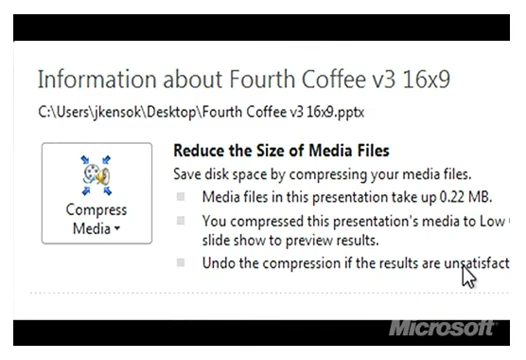 Information about Fourth Coffee v3 16x9
C:\Users\jkensok\Desktop\Fourth Coffee v3 16x9.pptx
Reduce the Size of Media Files
Save disk space by compressing your media files.
Media files in this presentation take up 0.22 MB.
You compressed this presentation's media to Low
slide show to preview results.
Undo the compression if the results are unsatisfact
Compress
Media
Microsoft